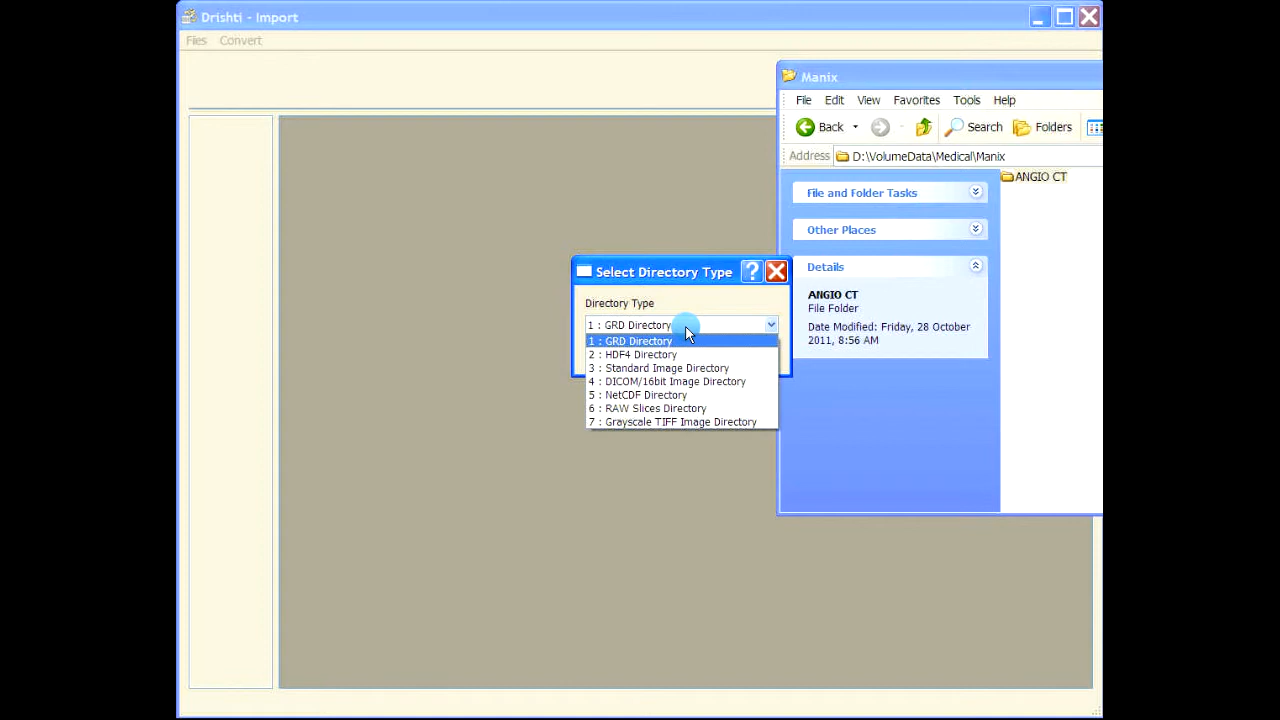 Drishti - Import
Files Convert
Manix
File Edit View Favorites Tools Help
Back Search Folders
Address D:\VolumeData\Medical\Manix
File and Folder Tasks
ANGIO CT
Other Places
Details
ANGIO CT
File Folder
Date Modified: Friday, 28 October
2011, 8:56 AM
Select Directory Type
Directory Type
1 : GRD Directory
1 : GRD Directory
2 : HDF4 Directory
3 : Standard Image Directory
4 : DICOM/16bit Image Directory
5 : NetCDF Directory
6 : RAW Slices Directory
7 : Grayscale TIFF Image Directory